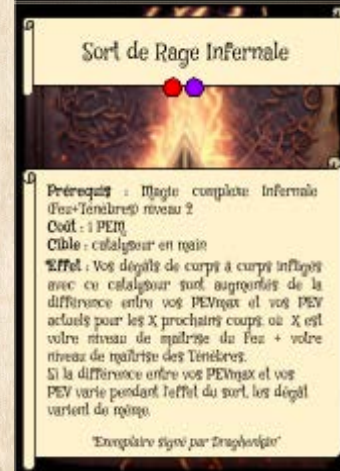 Sort de Rage Infernale
Prérequis : Magie complexe Infernale
(Feu+Ténèbres) niveau 2
Coût : 1 PEM
Cible : catalyseur en main
Effet : Vos dégâts de corps à corps infligés
avec ce catalyseur sont augmentés de la
différence entre vos PEVmax et vos PEV
actuels pour les X prochains coups, où X est
votre niveau de maîtrise du Feu + votre
niveau de maîtrise des Ténèbres.
Si la différence entre vos PEVmax et vos
PEV varie pendant l'effet du sort, les dégât
varient de même.
"Exemplaire signé par Draghenkin"